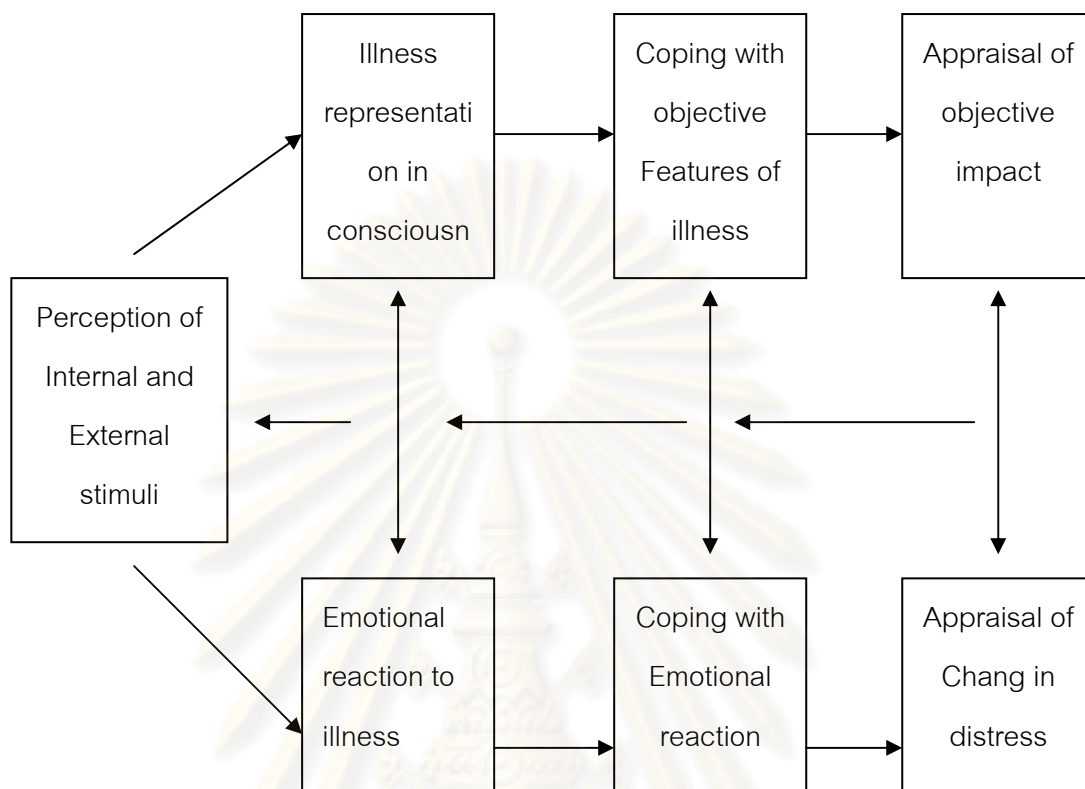 Illness
representati
on in
consciousn
Coping with
objective
Features of
illness
Appraisal of
objective
impact
Perception of
Internal and
External
stimuli
Emotional
reaction to
illness
Coping with
Emotional
reaction
Appraisal of
Chang in
distress